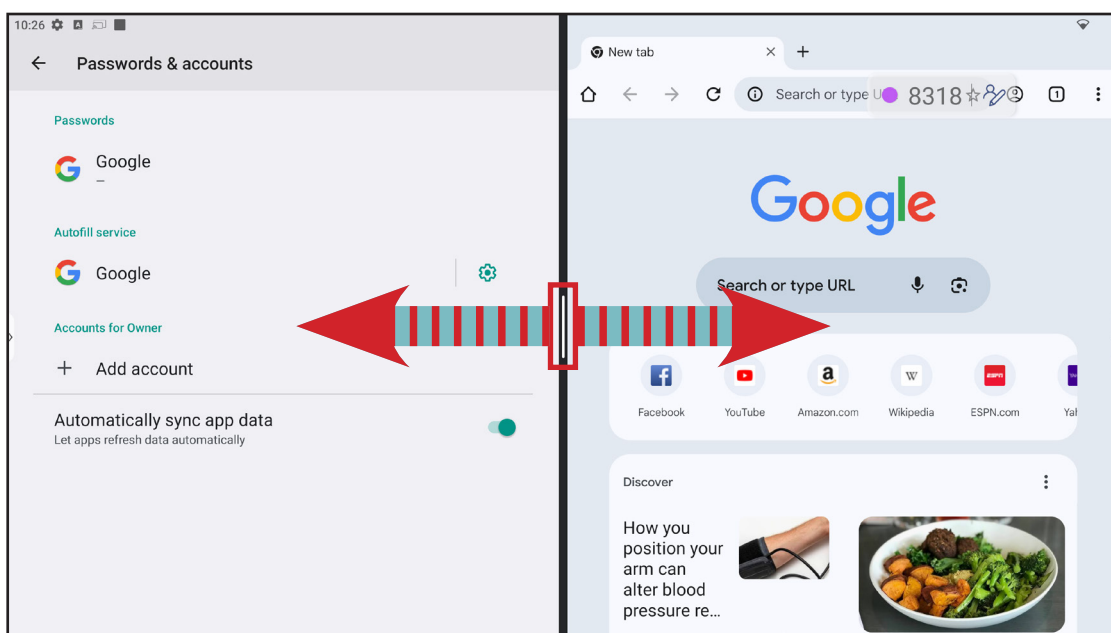 10:26
Passwords & accounts
Passwords
Google
–
Autofill service
Google
Accounts for Owner
Add account
Automatically sync app data
Let apps refresh data automatically
New tab
Search or type U
8318
1
Google
Search or type URL
Facebook
YouTube
Amazon.com
Wikipedia
ESPN.com
Yah
Discover
How you
position your
arm can
alter blood
pressure re...